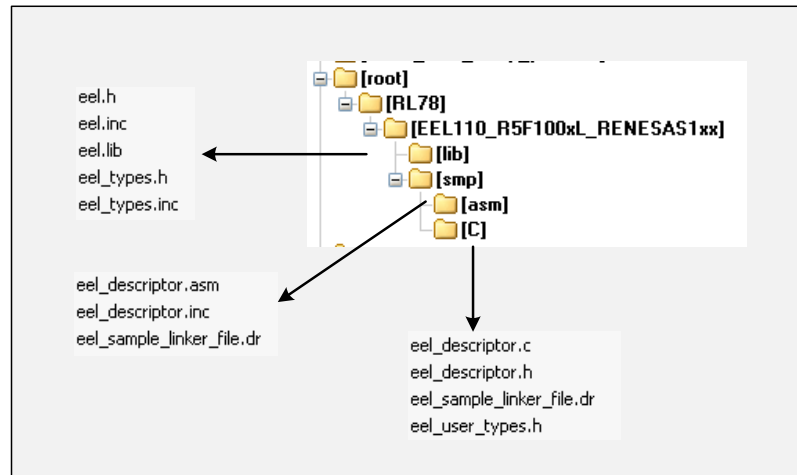 [root]
[RL78]
[EEL110_R5F100xL_RENESAS1xx]
[lib]
[smp]
[asm]
[C]
eel.h
eel.inc
eel.lib
eel_types.h
eel_types.inc
eel_descriptor.asm
eel_descriptor.inc
eel_sample_linker_file.dr
eel_descriptor.c
eel_descriptor.h
eel_sample_linker_file.dr
eel_user_types.h